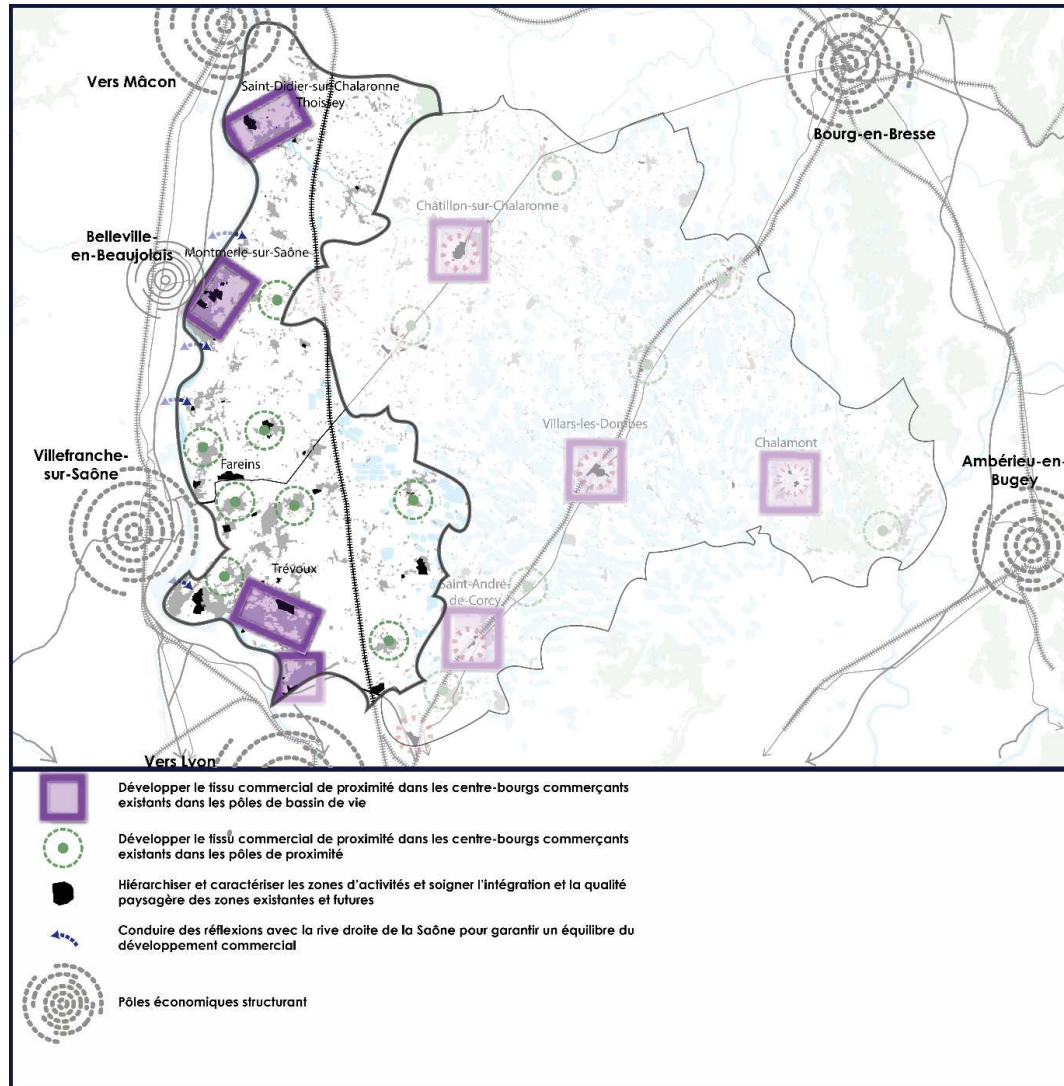 Vers Mâcon
Saint-Didier-sur-Chalaronne
Thoissey
Bourg-en-Bresse
Châtillon-sur-Chalaronne
Belleville-
en-Beaujolais
Montmerle-sur-Saône
Villars-les-Dombes
Chalamont
Villefranche-
sur-Saône
Fareins
Ambérieu-en-
Bugey
Trévoux
Saint-André-
de-Corcy
Vers Lyon
Développer le tissu commercial de proximité dans les centre-bourgs commerçants
existants dans les pôles de bassin de vie
Développer le tissu commercial de proximité dans les centre-bourgs commerçants
existants dans les pôles de proximité
Hiérarchiser et caractériser les zones d'activités et soigner l'intégration et la qualité
paysagère des zones existantes et futures
Conduire des réflexions avec la rive droite de la Saône pour garantir un équilibre du
développement commercial
Pôles économiques structurant